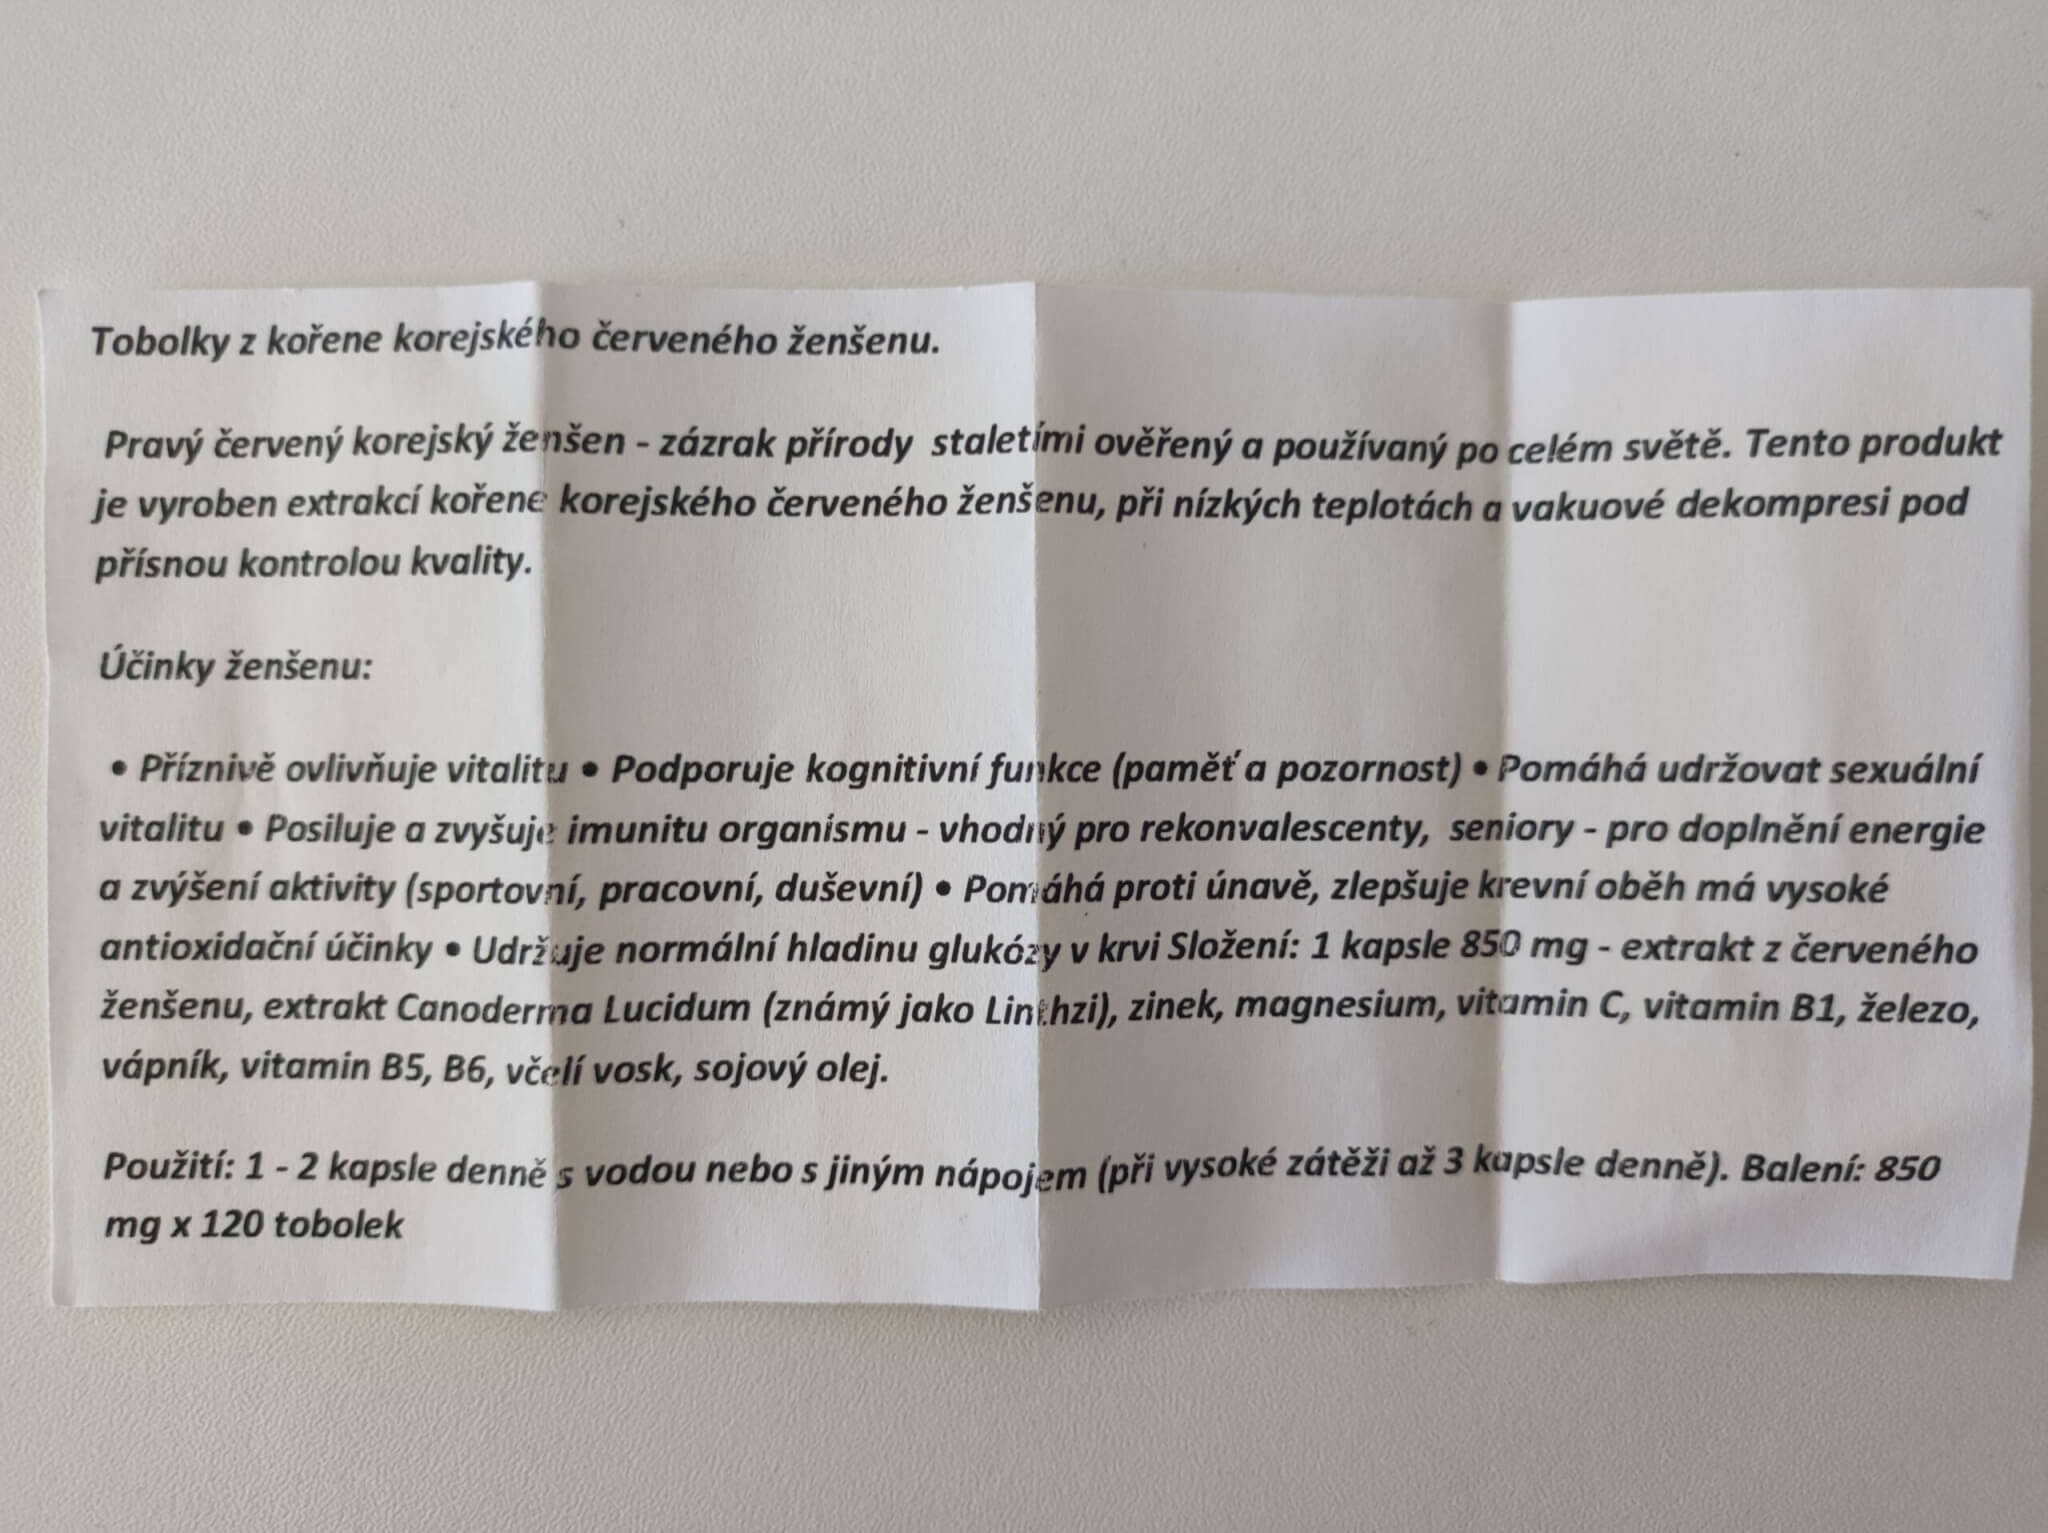 Tobolky z kořene korejského červeného ženšenu.
Pravý červený korejský ženšen - zázrak přírody staletími ověřený a používaný po celém světě. Tento produkt
je vyroben extrakcí kořene korejského červeného ženšenu, při nízkých teplotách a vakuové dekompresi pod
přísnou kontrolou kvality.
Účinky ženšenu:
• Příznivě ovlivňuje vitalitu • Podporuje kognitivní funkce (paměť a pozornost) • Pomáhá udržovat sexuální
vitalitu • Posiluje a zvyšuje imunitu organismu - vhodný pro rekonvalescenty, seniory - pro doplnění energie
a zvýšení aktivity (sportovní, pracovní, duševní) • Pomáhá proti únavě, zlepšuje krevní oběh má vysoké
antioxidační účinky • Udržuje normální hladinu glukózy v krvi Složení: 1 kapsle 850 mg - extrakt z červeného
ženšenu, extrakt Canoderma Lucidum (známý jako Linthzi), zinek, magnesium, vitamin C, vitamin B1, železo,
vápník, vitamin B5, B6, včelí vosk, sojový olej.
Použití: 1 - 2 kapsle denně s vodou nebo s jiným nápojem (při vysoké zátěži až 3 kapsle denně). Balení: 850
mg x 120 tobolek